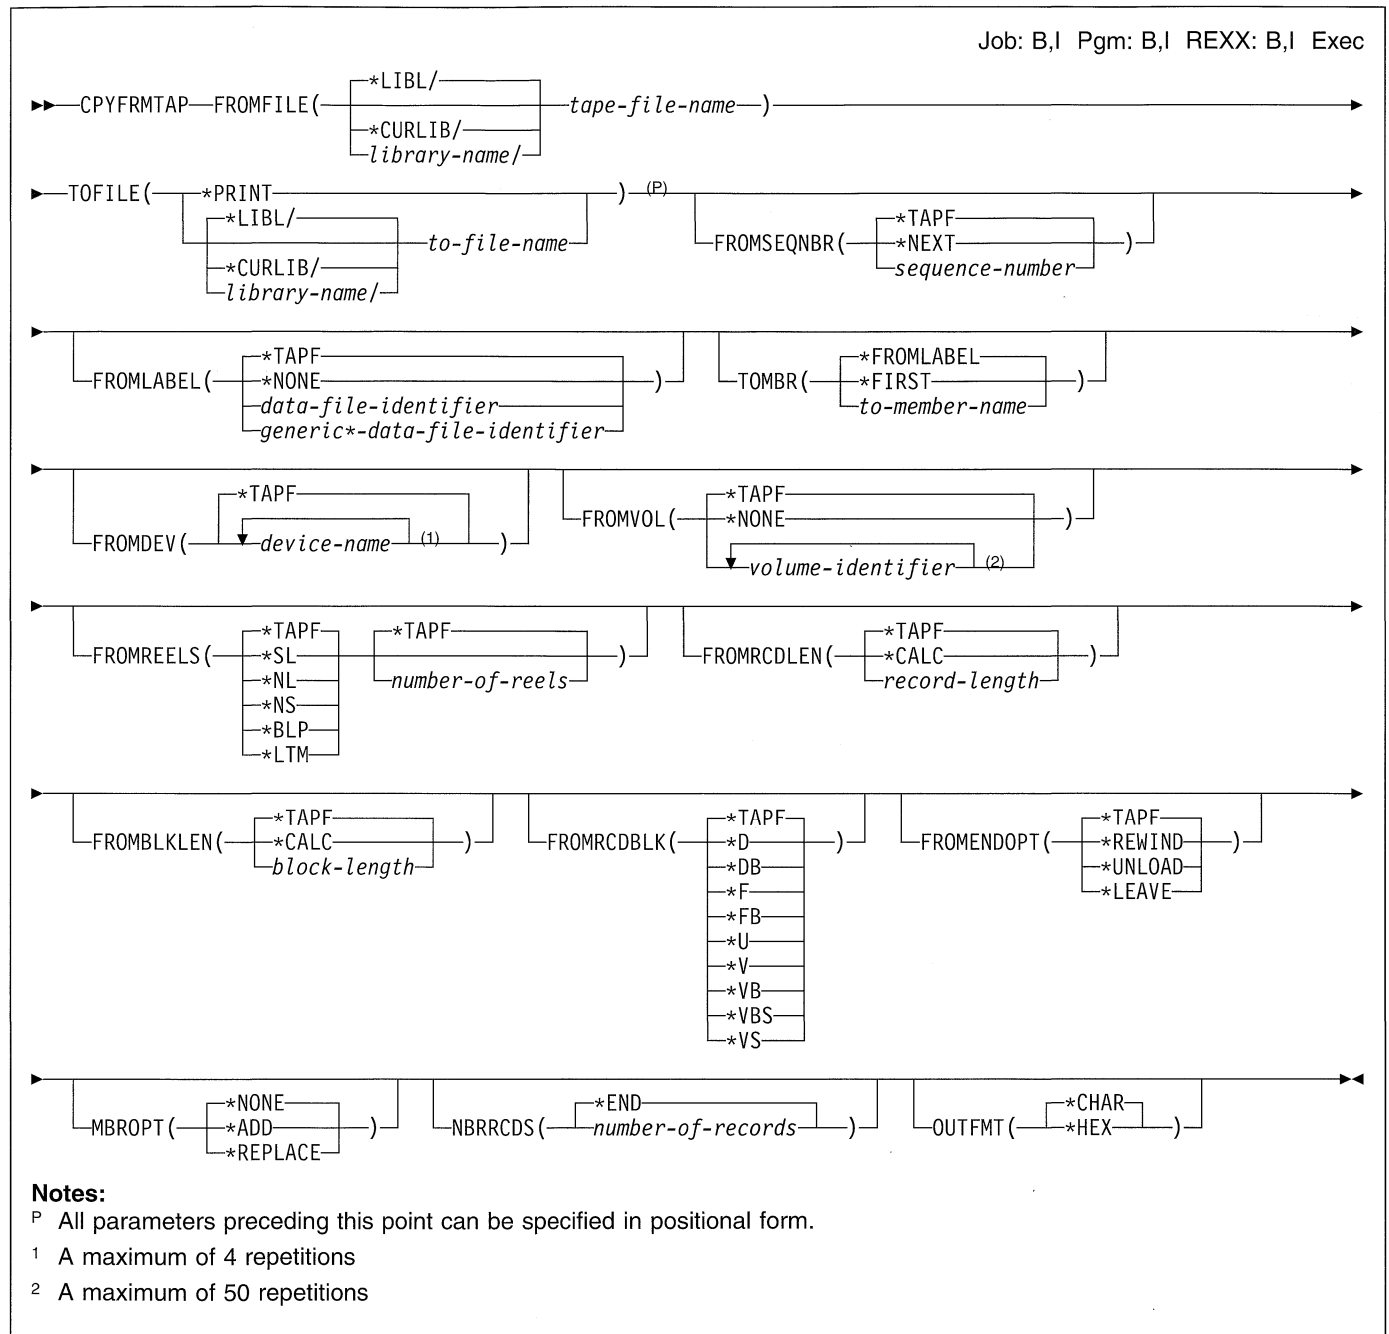 Job: B,I Pgm: B,I REXX: B,I Exec
*LIBL/
CPYFRMTAP FROMFILE( tape-file-name )
*CURLIB/
library-name/
TOFILE( *PRINT ) (P)
*LIBL/ *TAPF
to-file-name FROMSEQNBR( *NEXT )
*CURLIB/ sequence-number
library-name/
*TAPF *FROMLABEL
FROMLABEL( *NONE ) TOMBR( *FIRST )
data-file-identifier to-member-name
generic*-data-file-identifier
*TAPF *TAPF
FROMVOL( *NONE )
FROMDEV( device-name (1) )
volume-identifier (2)
*TAPF *TAPF *TAPF
FROMREELS( *SL ) FROMRCDLEN( *CALC )
*NL number-of-reels record-length
*NS
*BLP
*LTM
*TAPF *TAPF *TAPF
FROMBLKLEN( *CALC ) FROMRCDBLK( *D ) FROMENDOPT( *REWIND )
block-length *DB *UNLOAD
*F *LEAVE
*FB
*U
*V
*VB
*VBS
*VS
*NONE *END *CHAR
MBROPT( *ADD ) NBRRCDS( number-of-records ) OUTFMT( *HEX )
*REPLACE
Notes:
P All parameters preceding this point can be specified in positional form.
1 A maximum of 4 repetitions
2 A maximum of 50 repetitions